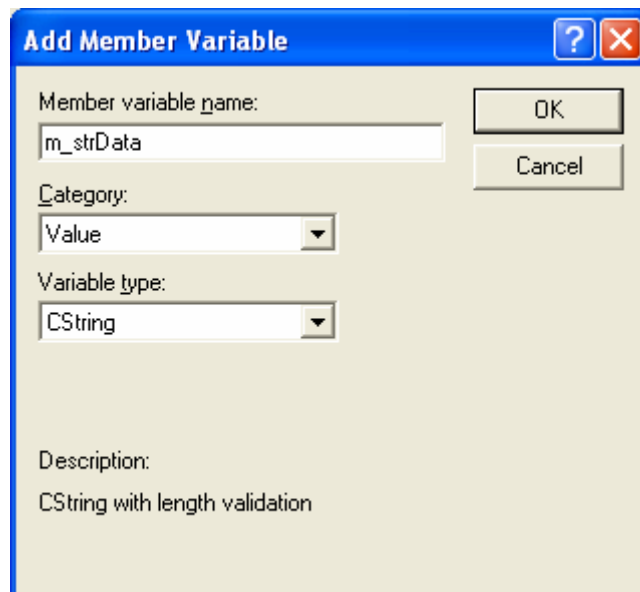 Add Member Variable
Member variable name:
OK
m_strData
Cancel
Category:
Value
Variable type:
CString
Description:
CString with length validation